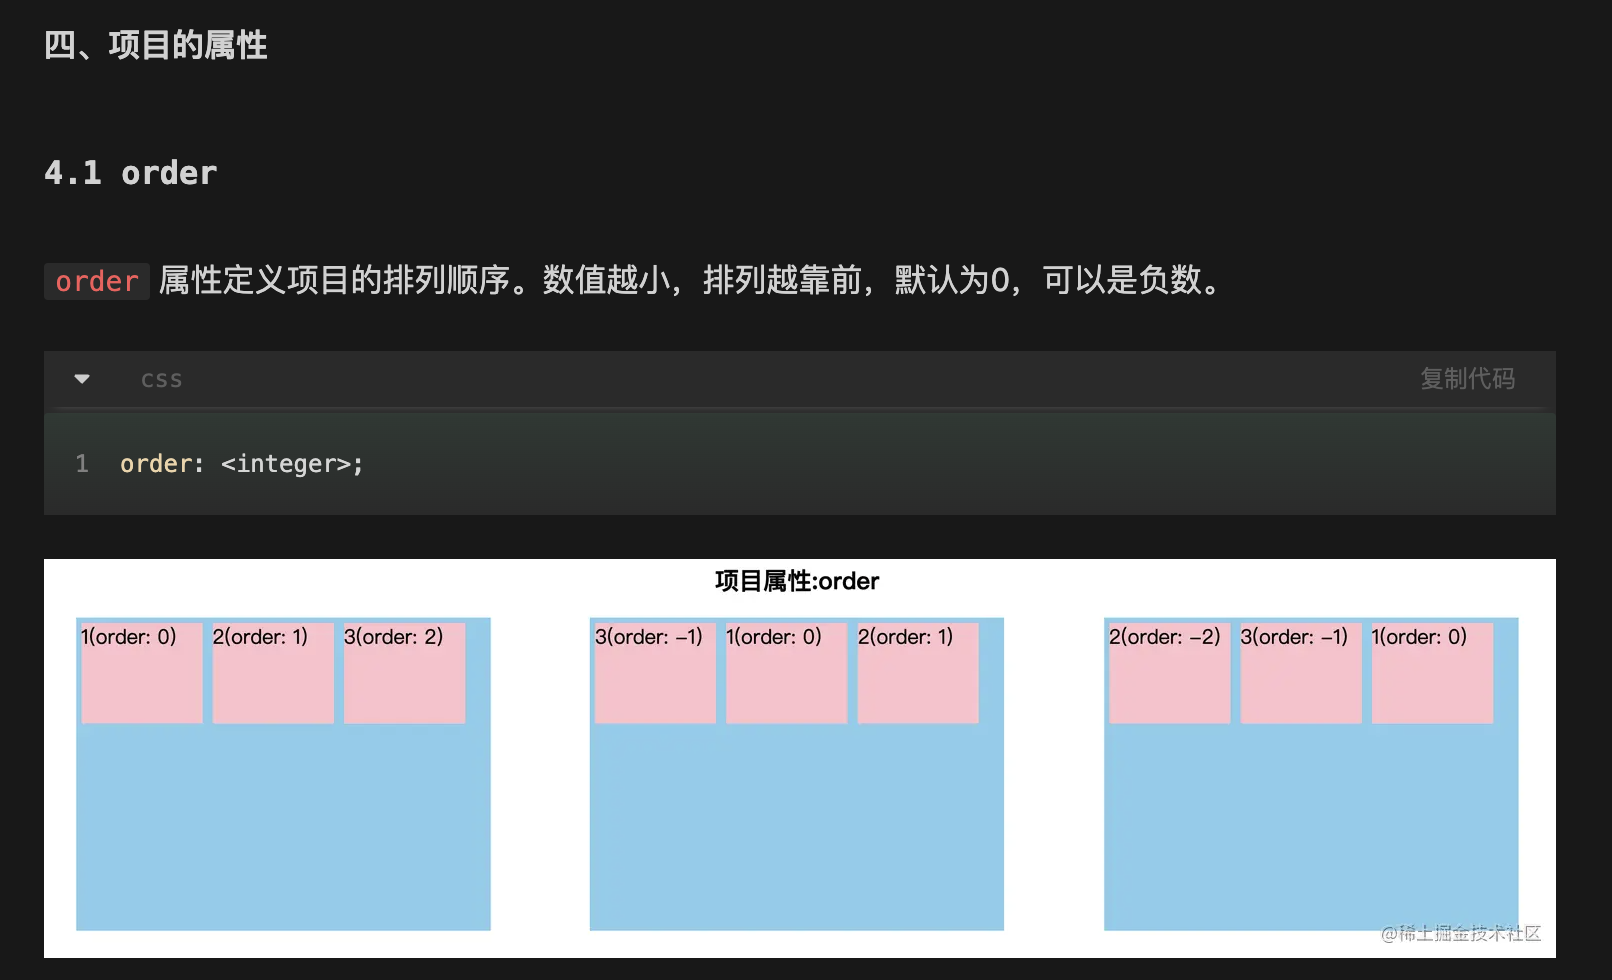 四、项目的属性
4.1 order
order 属性定义项目的排列顺序。数值越小，排列越靠前，默认为0，可以是负数。
css 复制代码
1 order: <integer>;
项目属性:order
1(order: 0) 2(order: 1) 3(order: 2) 3(order: -1) 1(order: 0) 2(order: 1) 2(order: -2) 3(order: -1) 1(order: 0)
@稀土掘金技术社区